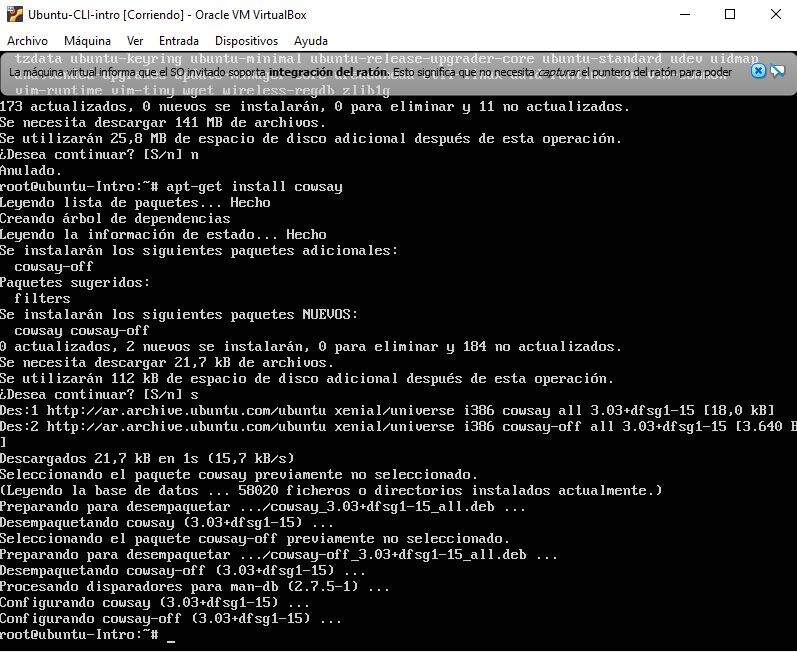 Ubuntu-CLI-intro [Corriendo] - Oracle VM VirtualBox
Archivo Máquina Ver Entrada Dispositivos Ayuda
tzdata ubuntu-keyring ubuntu-minimal ubuntu-release-upgrader-core ubuntu-standard udev uidmap
La máquina virtual informa que el SO invitado soporta integración del ratón. Esto significa que no necesita capturar el puntero del ratón para poder
vim-runtime vim-tiny wget wireless-regdb zlib1g
173 actualizados, 0 nuevos se instalarán, 0 para eliminar y 11 no actualizados.
Se necesita descargar 141 MB de archivos.
Se utilizarán 25,8 MB de espacio de disco adicional después de esta operación.
¿Desea continuar? [S/n] n
Anulado.
root@ubuntu-Intro:~# apt-get install cowsay
Leyendo lista de paquetes... Hecho
Creando árbol de dependencias
Leyendo la información de estado... Hecho
Se instalarán los siguientes paquetes adicionales:
cowsay-off
Paquetes sugeridos:
filters
Se instalarán los siguientes paquetes NUEVOS:
cowsay cowsay-off
0 actualizados, 2 nuevos se instalarán, 0 para eliminar y 184 no actualizados.
Se necesita descargar 21,7 kB de archivos.
Se utilizarán 112 kB de espacio de disco adicional después de esta operación.
¿Desea continuar? [S/n] s
Des:1 http://ar.archive.ubuntu.com/ubuntu xenial/universe i386 cowsay all 3.03+dfsg1-15 [18,0 kB]
Des:2 http://ar.archive.ubuntu.com/ubuntu xenial/universe i386 cowsay-off all 3.03+dfsg1-15 [3.640 B
]
Descargados 21,7 kB en 1s (15,7 kB/s)
Seleccionando el paquete cowsay previamente no seleccionado.
(Leyendo la base de datos ... 58020 ficheros o directorios instalados actualmente.)
Preparando para desempaquetar .../cowsay_3.03+dfsg1-15_all.deb ...
Desempaquetando cowsay (3.03+dfsg1-15) ...
Seleccionando el paquete cowsay-off previamente no seleccionado.
Preparando para desempaquetar .../cowsay-off_3.03+dfsg1-15_all.deb ...
Desempaquetando cowsay-off (3.03+dfsg1-15) ...
Procesando disparadores para man-db (2.7.5-1) ...
Configurando cowsay (3.03+dfsg1-15) ...
Configurando cowsay-off (3.03+dfsg1-15) ...
root@ubuntu-Intro:~# _